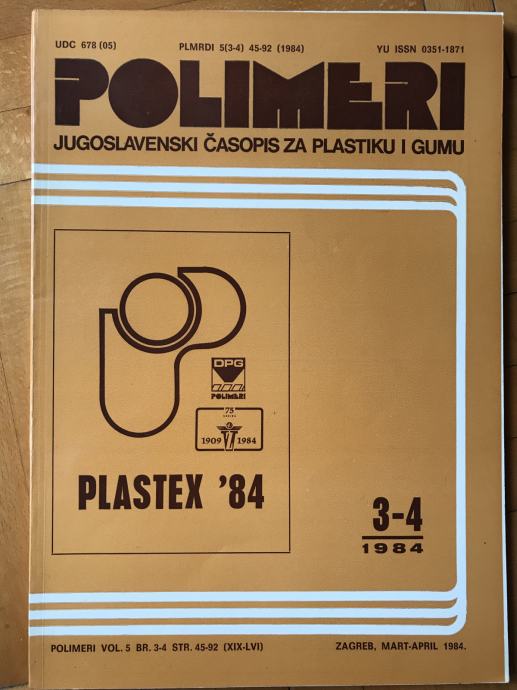 UDC 678 (05) PLMRDI 5(3-4) 45-92 (1984) YU ISSN 0351-1871
POLIMERI
JUGOSLAVENSKI ČASOPIS ZA PLASTIKU I GUMU
DPG
POLIMERI
75
1909 1984
PLASTEX '84
3-4
1984
POLIMERI VOL. 5 BR. 3-4 STR. 45-92 (XIX-LVI) ZAGREB, MART-APRIL 1984.